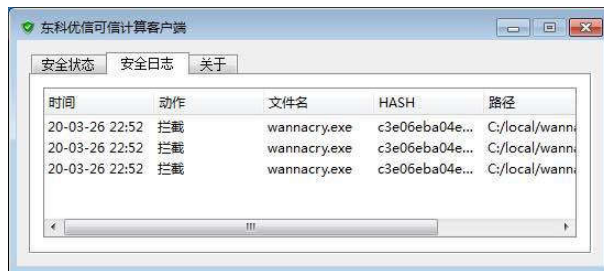 东科优信可信计算客户端
安全状态 安全日志 关于
时间 动作 文件名 HASH 路径
20-03-26 22:52 拦截 wannacry.exe c3e06eba04e... C:/local/wanna
20-03-26 22:52 拦截 wannacry.exe c3e06eba04e... C:/local/wanna
20-03-26 22:52 拦截 wannacry.exe c3e06eba04e... C:/local/wanna